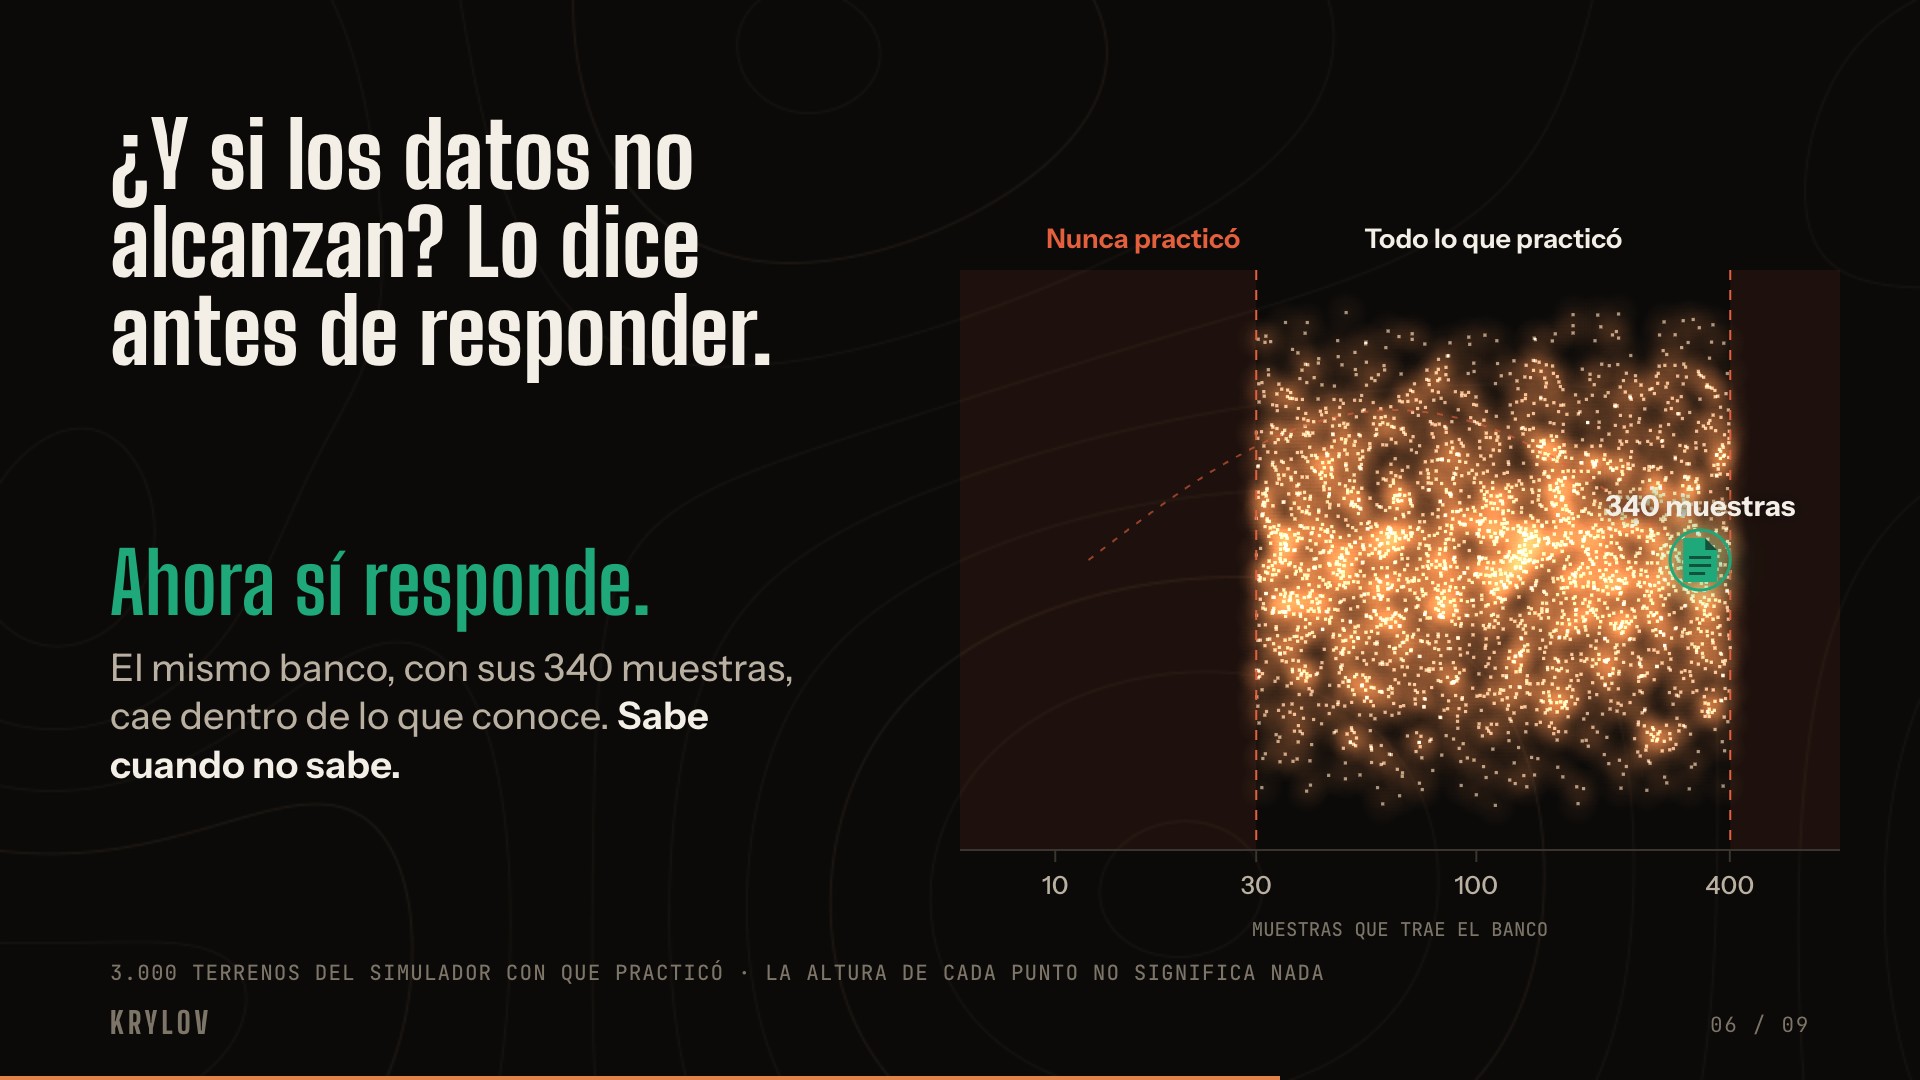 ¿Y si los datos no
alcanzan? Lo dice
antes de responder.
Ahora sí responde.
El mismo banco, con sus 340 muestras,
cae dentro de lo que conoce. Sabe
cuando no sabe.
Nunca practicó
Todo lo que practicó
340 muestras
10
30
100
400
MUESTRAS QUE TRAE EL BANCO
3.000 TERRENOS DEL SIMULADOR CON QUE PRACTICÓ · LA ALTURA DE CADA PUNTO NO SIGNIFICA NADA
KRYLOV
06 / 09